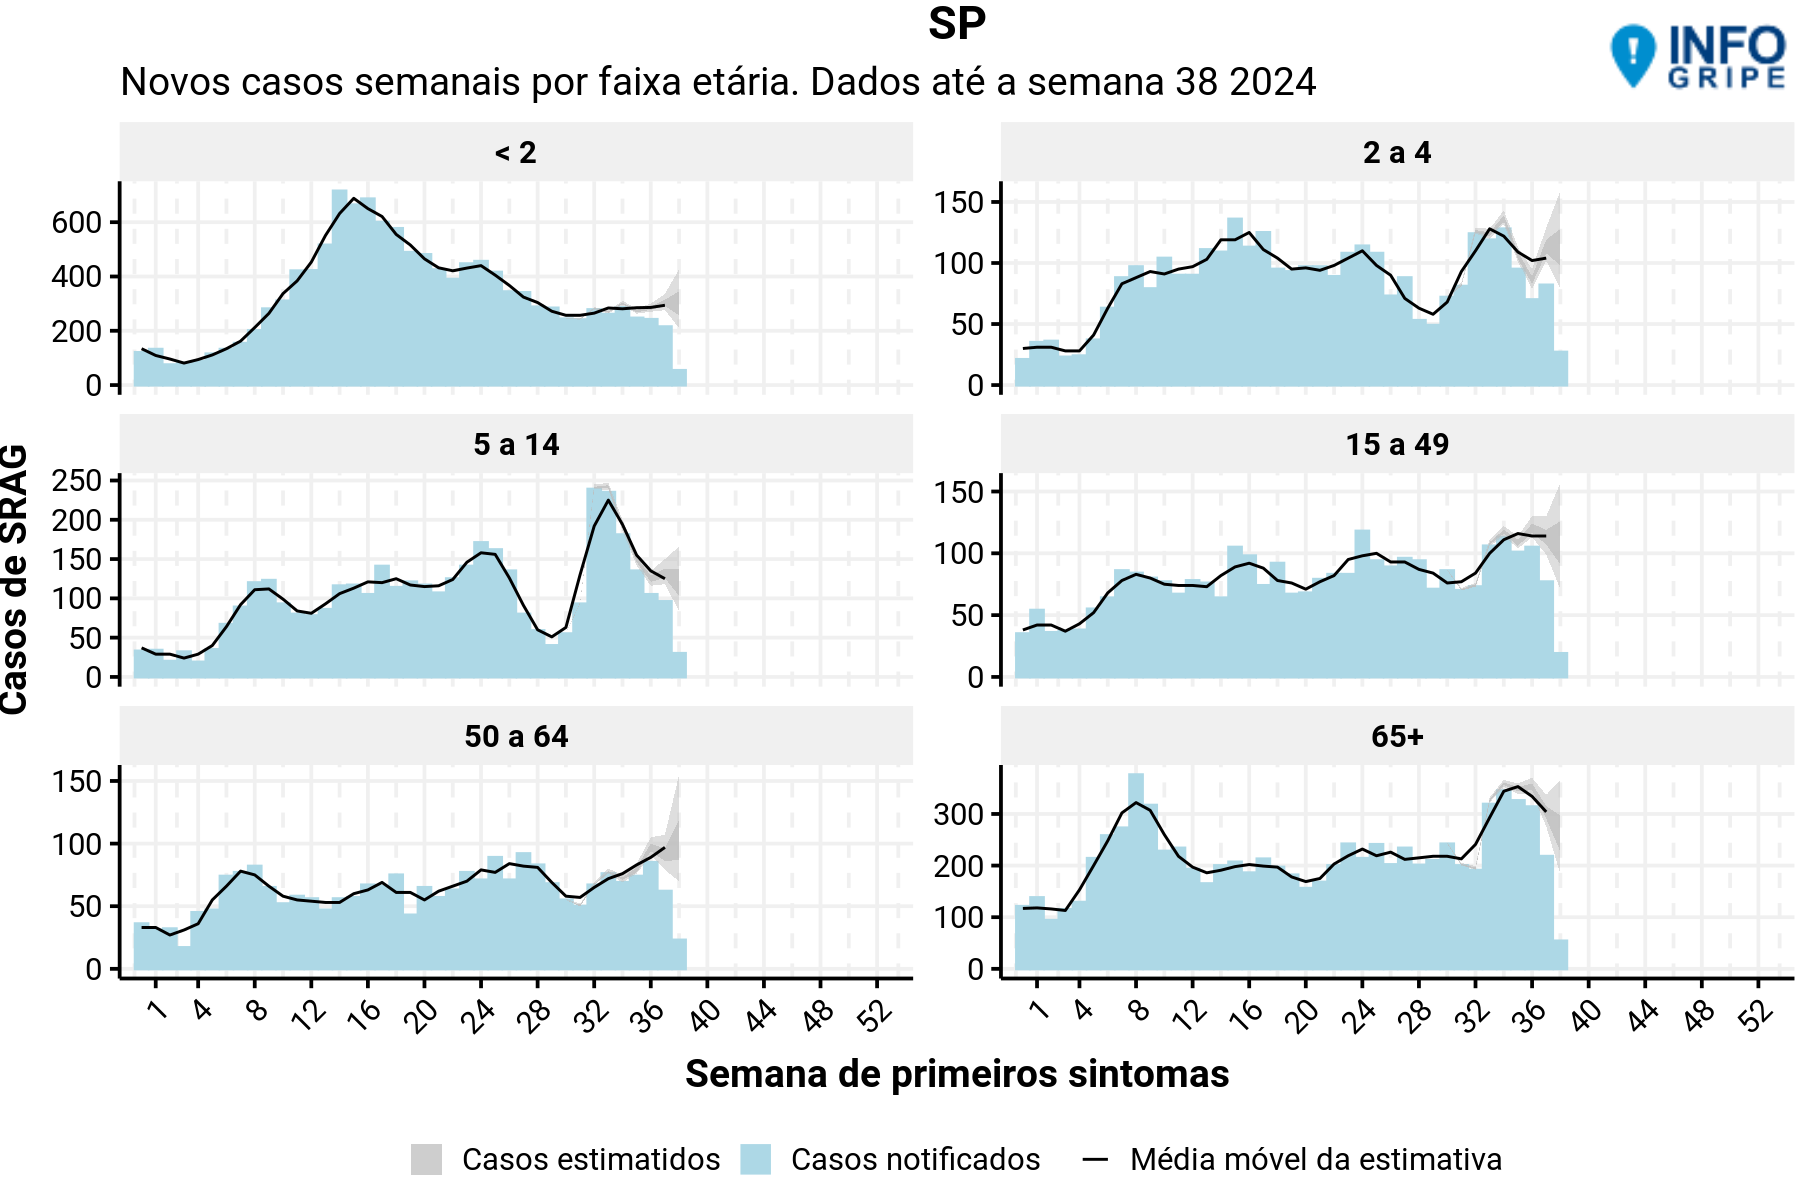 SP
INFO
GRIPE
Novos casos semanais por faixa etária. Dados até a semana 38 2024
< 2
600
400
200
0
2 a 4
150
100
50
0
5 a 14
250
200
150
100
50
0
15 a 49
150
100
50
0
50 a 64
150
100
50
0
65+
300
200
100
0
Casos de SRAG
1 4 8 12 16 20 24 28 32 36 40 44 48 52
1 4 8 12 16 20 24 28 32 36 40 44 48 52
Semana de primeiros sintomas
Casos estimatidos Casos notificados Média móvel da estimativa